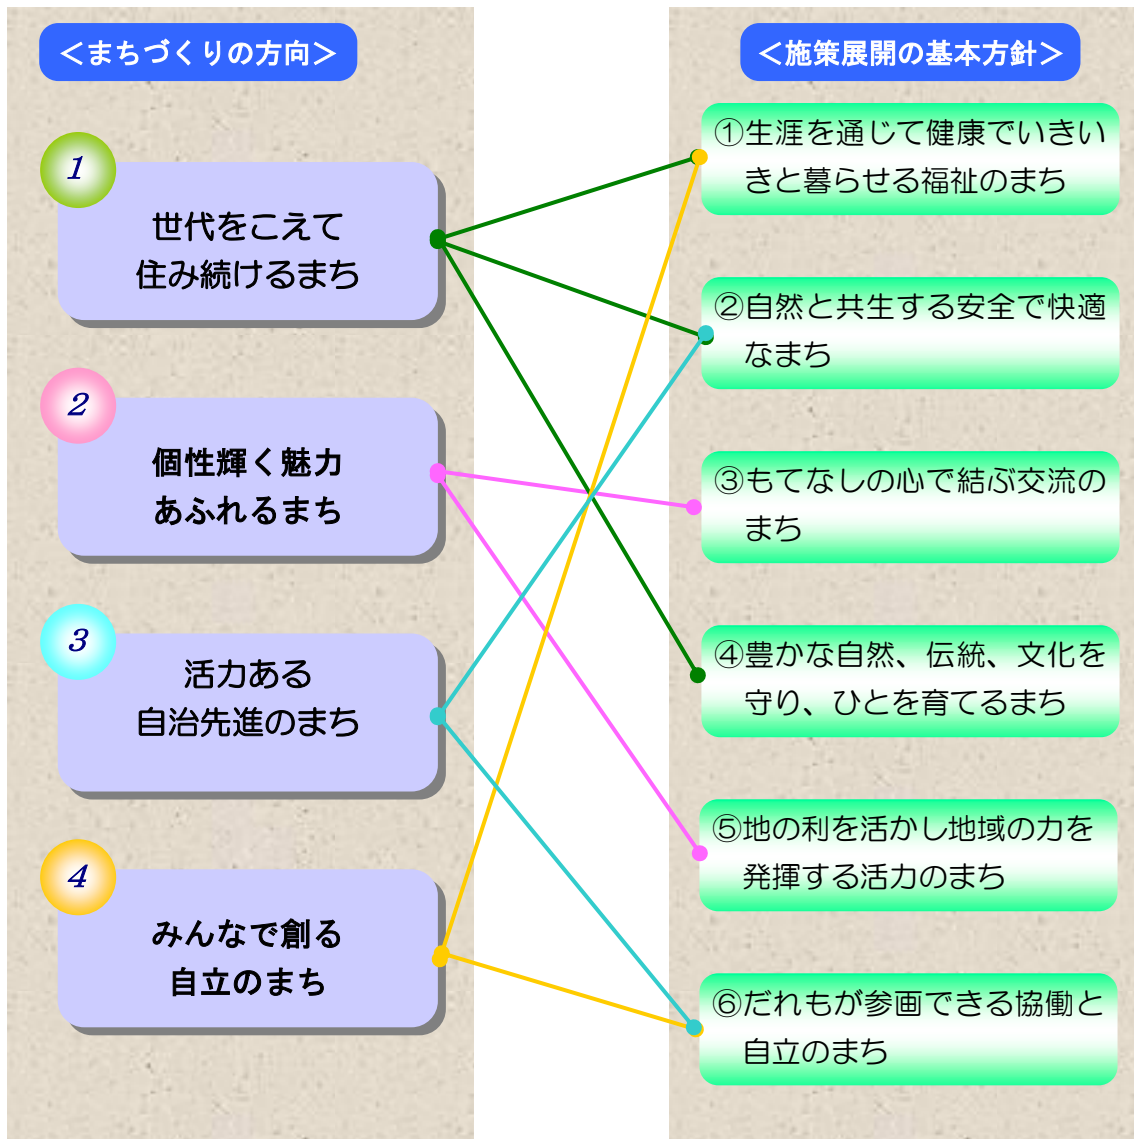 ＜まちづくりの方向＞
1
世代をこえて
住み続けるまち
2
個性輝く魅力
あふれるまち
3
活力ある
自治先進のまち
4
みんなで創る
自立のまち
＜施策展開の基本方針＞
①生涯を通じて健康でいきい
きと暮らせる福祉のまち
②自然と共生する安全で快適
なまち
③もてなしの心で結ぶ交流の
まち
④豊かな自然、伝統、文化を
守り、ひとを育てるまち
⑤地の利を活かし地域の力を
発揮する活力のまち
⑥だれもが参画できる協働と
自立のまち